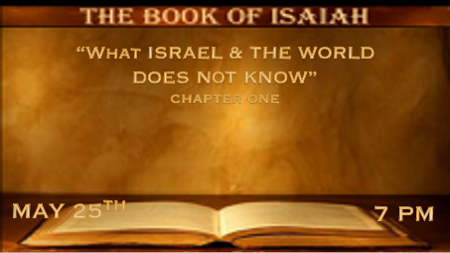 THE BOOK OF ISAIAH
“What ISRAEL & THE WORLD
DOES NOT KNOW”
CHAPTER ONE
MAY 25TH
7 PM